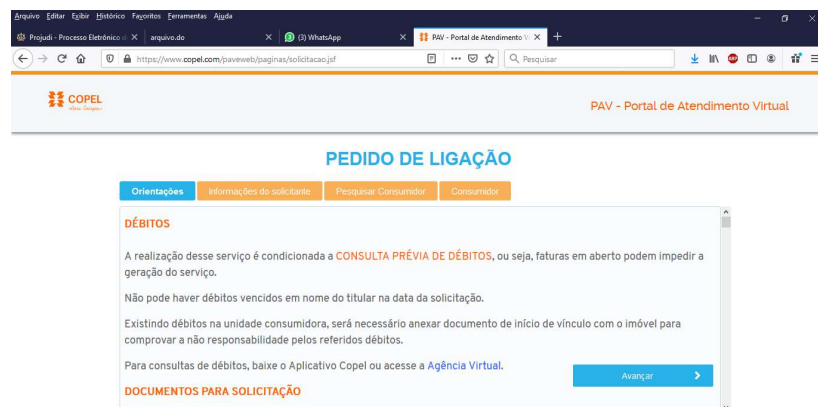 Arquivo Editar Exibir Histórico Favoritos Ferramentas Ajuda
Projudi - Processo Eletrônico d
arquivo.do
(3) WhatsApp
PAV - Portal de Atendimento Vi
https://www.copel.com/paveweb/paginas/solicitacao.jsf
Pesquisar
COPEL
PAV - Portal de Atendimento Virtual
PEDIDO DE LIGAÇÃO
Orientações Informações do solicitante Pesquisar Consumidor Consumidor
DÉBITOS
A realização desse serviço é condicionada a CONSULTA PRÉVIA DE DÉBITOS, ou seja, faturas em aberto podem impedir a
geração do serviço.
Não pode haver débitos vencidos em nome do titular na data da solicitação.
Existindo débitos na unidade consumidora, será necessário anexar documento de início de vínculo com o imóvel para
comprovar a não responsabilidade pelos referidos débitos.
Para consultas de débitos, baixe o Aplicativo Copel ou acesse a Agência Virtual.
Avançar
DOCUMENTOS PARA SOLICITAÇÃO